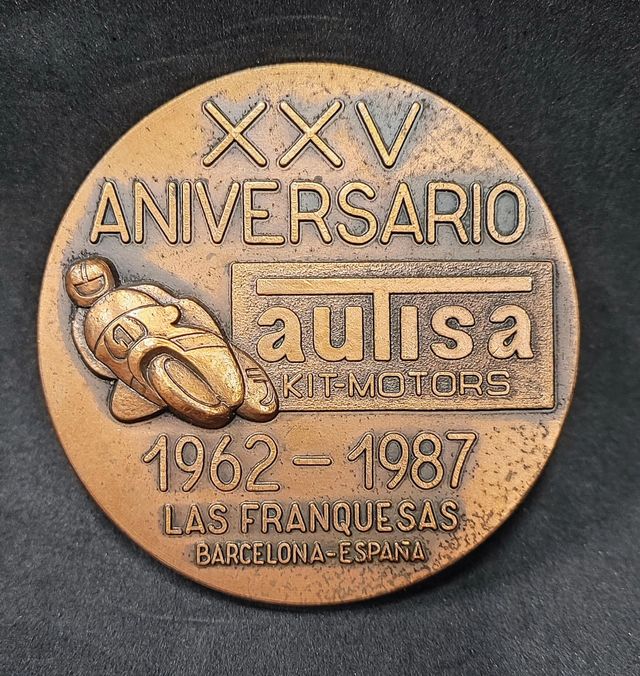 XXV
ANIVERSARIO
auTisa
KIT-MOTORS
1962-1987
LAS FRANQUESAS
BARCELONA-ESPAÑA